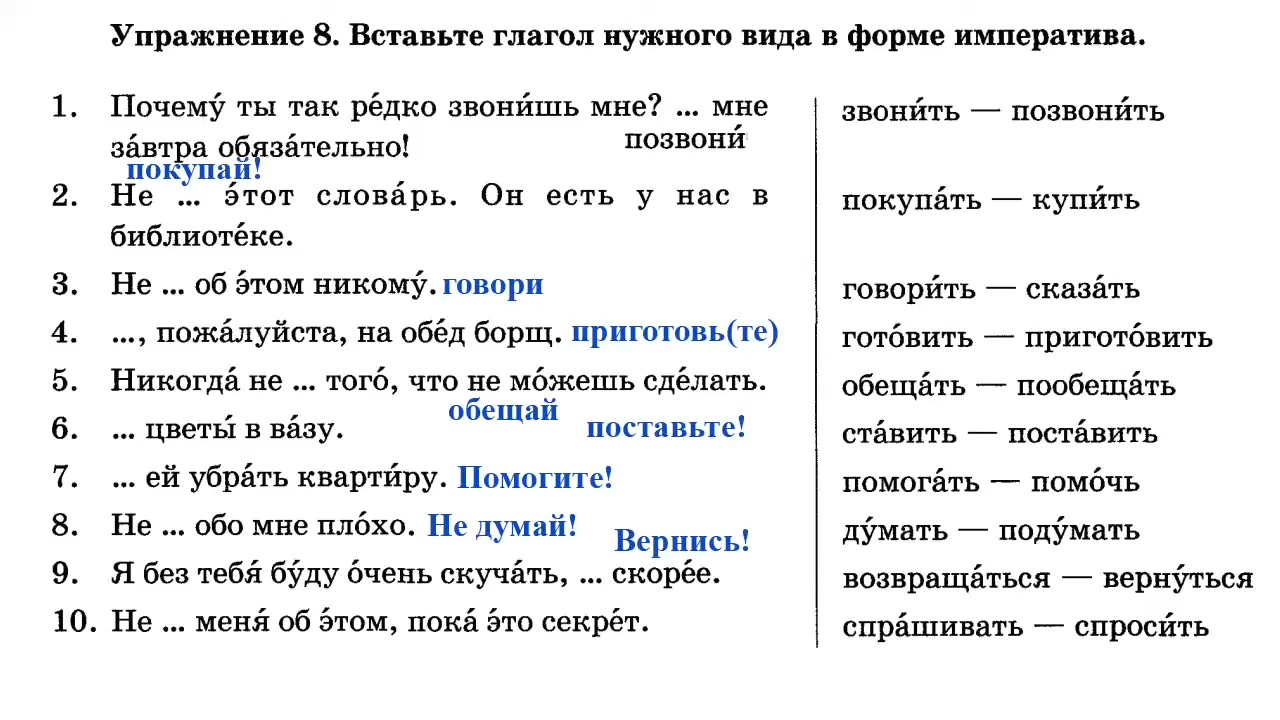 Упражнение 8. Вставьте глагол нужного вида в форме императива.
1. Почему́ ты так ре́дко звони́шь мне? ... мне звони́ть — позвони́ть
за́втра обяза́тельно! позвони́
покупай!
2. Не ... э́тот слова́рь. Он есть у нас в покупа́ть — купи́ть
библиоте́ке.
3. Не ... об э́том никому́. говори говори́ть — сказа́ть
4. ..., пожа́луйста, на обе́д борщ. приготовь(те) гото́вить — пригото́вить
5. Никогда́ не ... того́, что не мо́жешь сде́лать. обеща́ть — пообеща́ть
обещай
6. ... цветы́ в ва́зу. поставьте! ста́вить — поста́вить
7. ... ей убра́ть кварти́ру. Помогите! помога́ть — помо́чь
8. Не ... обо мне пло́хо. Не думай! ду́мать — поду́мать
Вернись!
9. Я без тебя́ бу́ду о́чень скуча́ть, ... скоре́е. возвраща́ться — верну́ться
10. Не ... меня́ об э́том, пока́ э́то секре́т. спра́шивать — спроси́ть